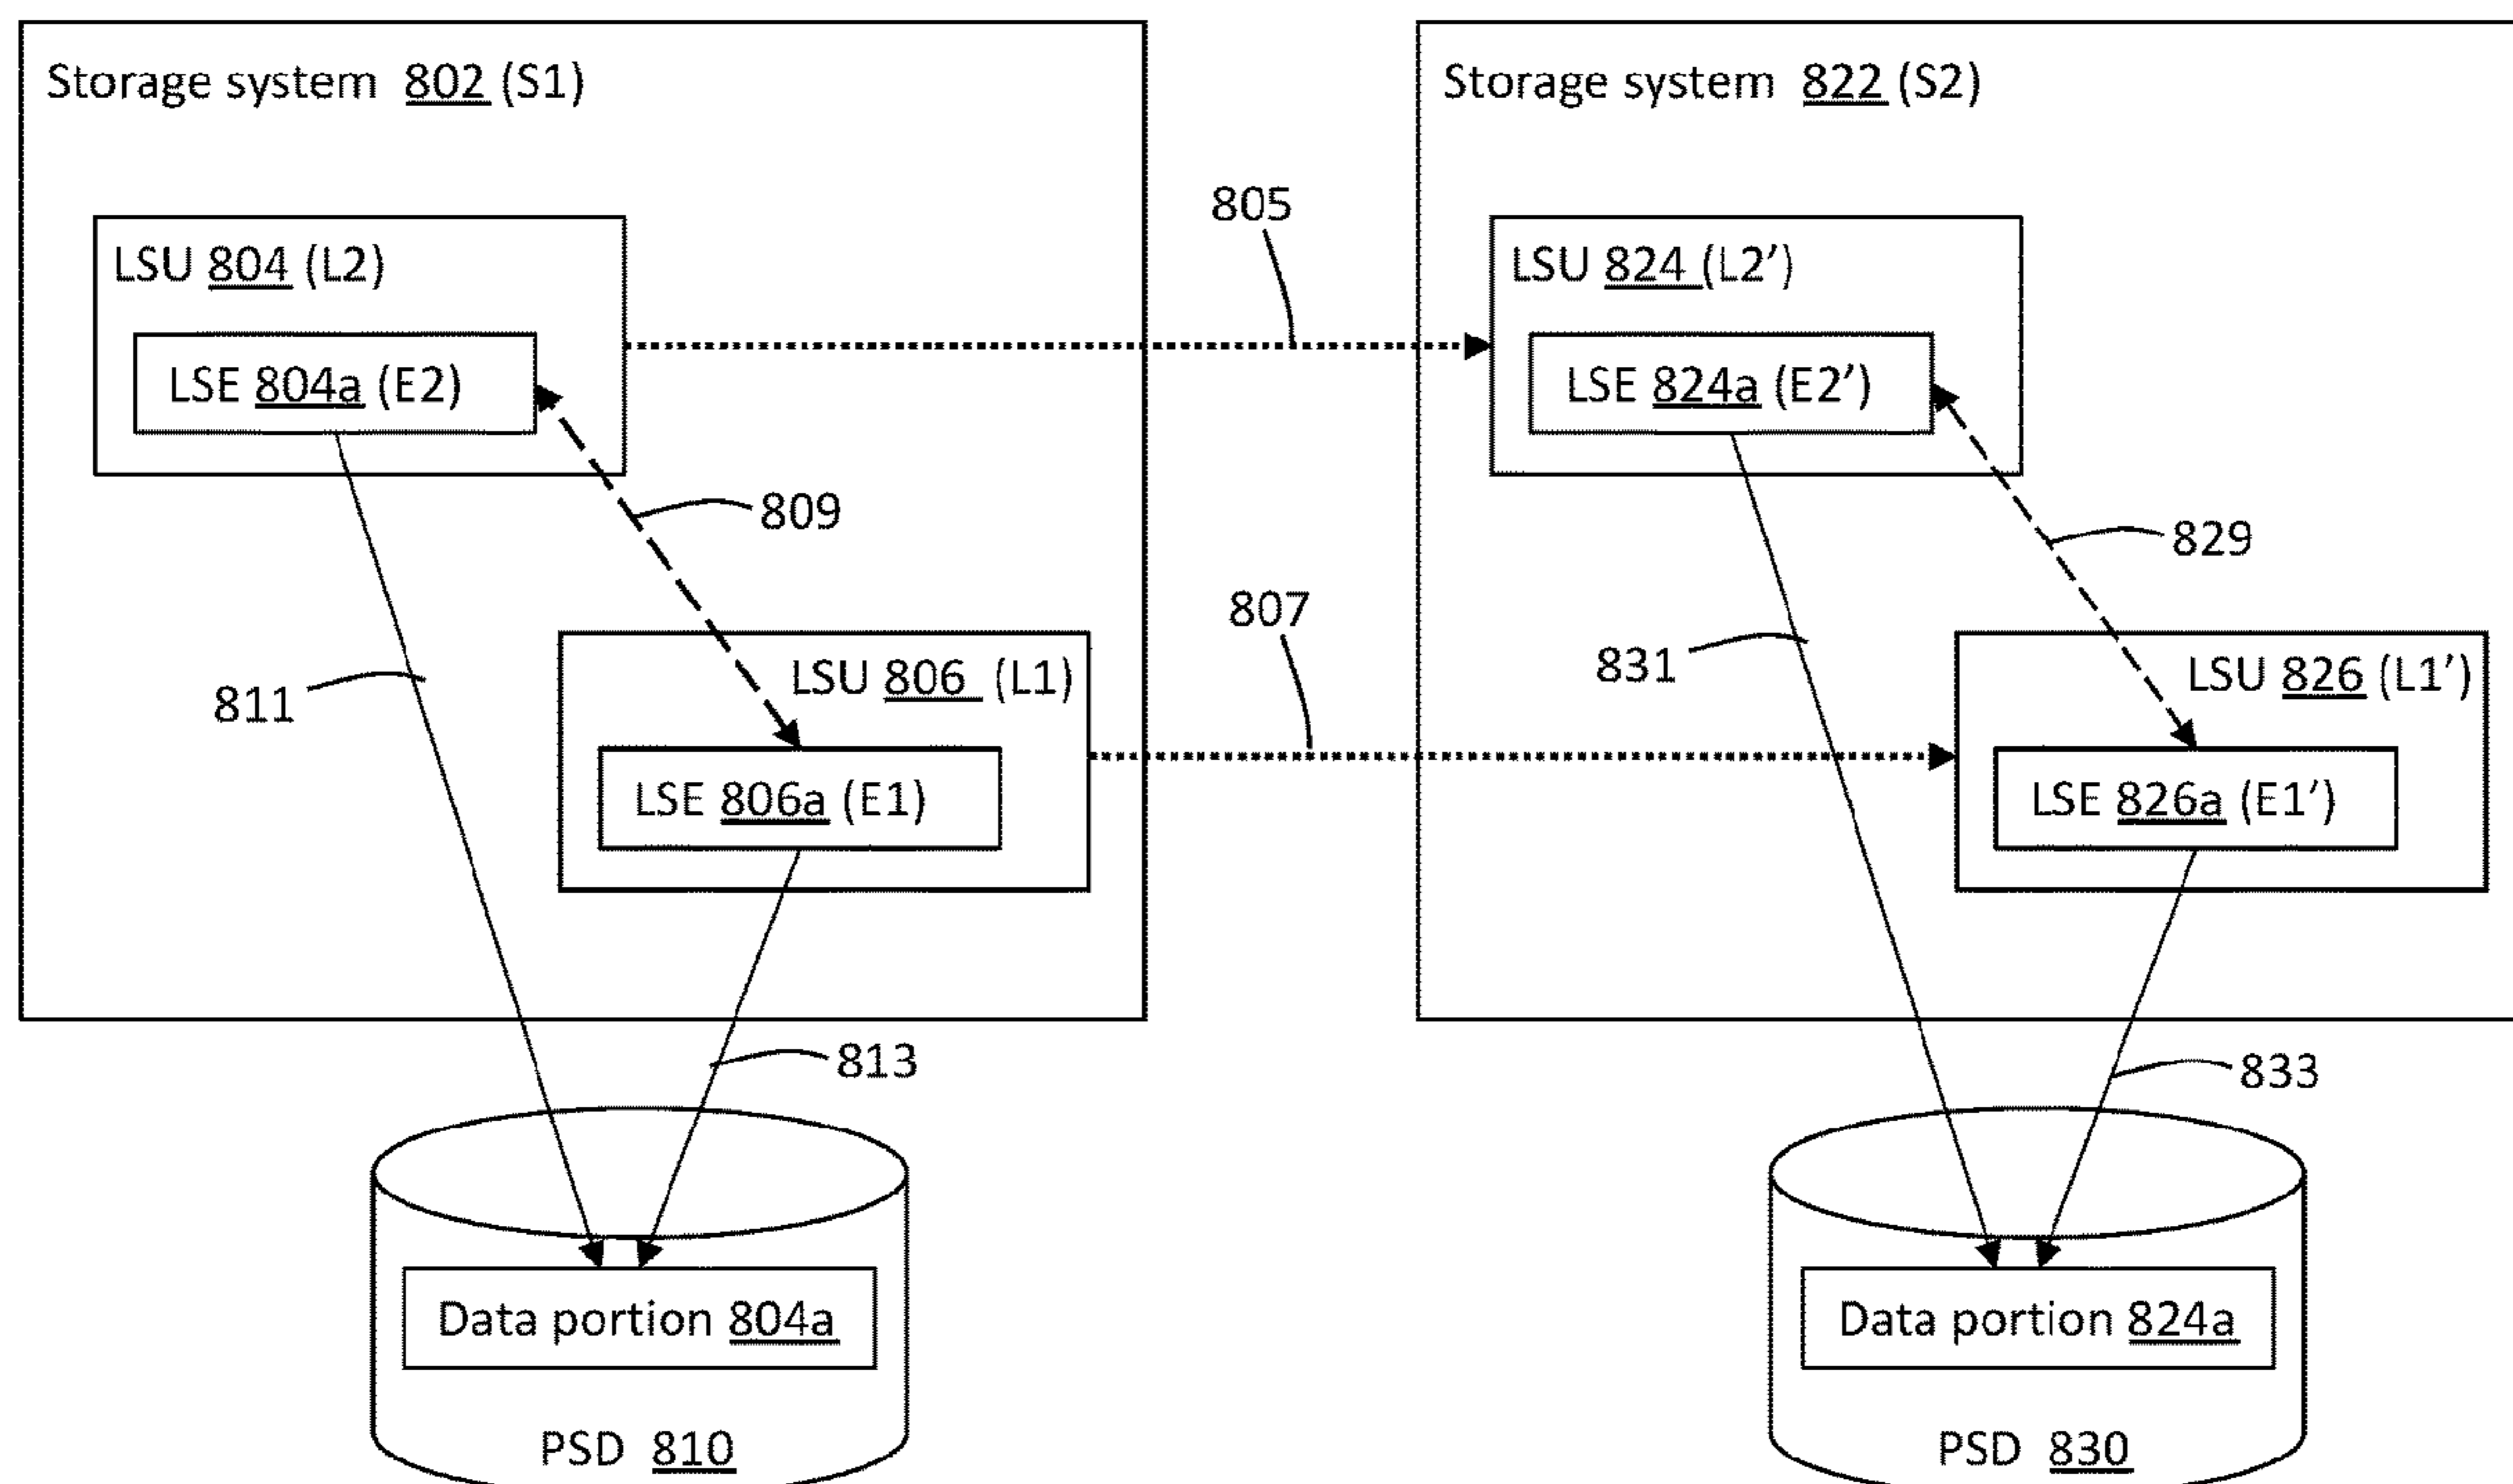 Storage system 802 (S1)
Storage system 822 (S2)
805
LSU 804 (L2)
LSU 824 (L2’)
LSE 804a (E2)
LSE 824a (E2’)
809
829
807
811
831
LSU 806 (L1)
LSU 826 (L1’)
LSE 806a (E1)
LSE 826a (E1’)
813
833
Data portion 804a
Data portion 824a
PSD 810
PSD 830